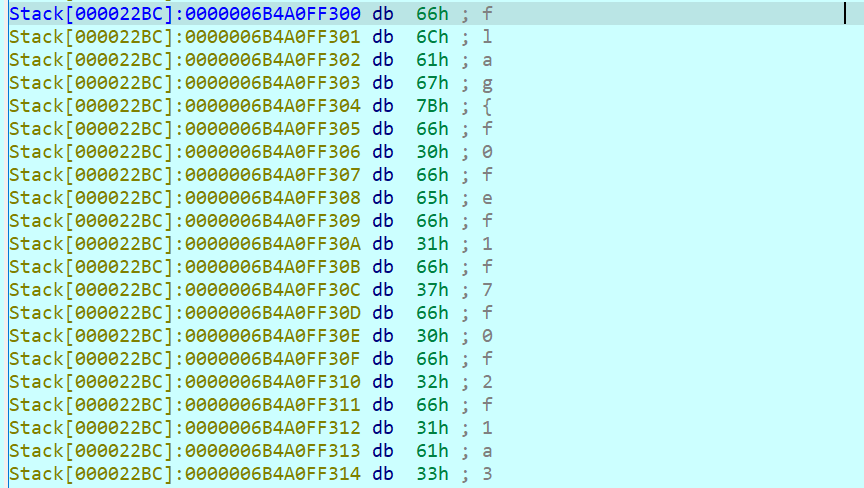 Stack[000022BC]:0000006B4A0FF300 db 66h ; f
Stack[000022BC]:0000006B4A0FF301 db 6Ch ; l
Stack[000022BC]:0000006B4A0FF302 db 61h ; a
Stack[000022BC]:0000006B4A0FF303 db 67h ; g
Stack[000022BC]:0000006B4A0FF304 db 7Bh ; {
Stack[000022BC]:0000006B4A0FF305 db 66h ; f
Stack[000022BC]:0000006B4A0FF306 db 30h ; 0
Stack[000022BC]:0000006B4A0FF307 db 66h ; f
Stack[000022BC]:0000006B4A0FF308 db 65h ; e
Stack[000022BC]:0000006B4A0FF309 db 66h ; f
Stack[000022BC]:0000006B4A0FF30A db 31h ; 1
Stack[000022BC]:0000006B4A0FF30B db 66h ; f
Stack[000022BC]:0000006B4A0FF30C db 37h ; 7
Stack[000022BC]:0000006B4A0FF30D db 66h ; f
Stack[000022BC]:0000006B4A0FF30E db 30h ; 0
Stack[000022BC]:0000006B4A0FF30F db 66h ; f
Stack[000022BC]:0000006B4A0FF310 db 32h ; 2
Stack[000022BC]:0000006B4A0FF311 db 66h ; f
Stack[000022BC]:0000006B4A0FF312 db 31h ; 1
Stack[000022BC]:0000006B4A0FF313 db 61h ; a
Stack[000022BC]:0000006B4A0FF314 db 33h ; 3